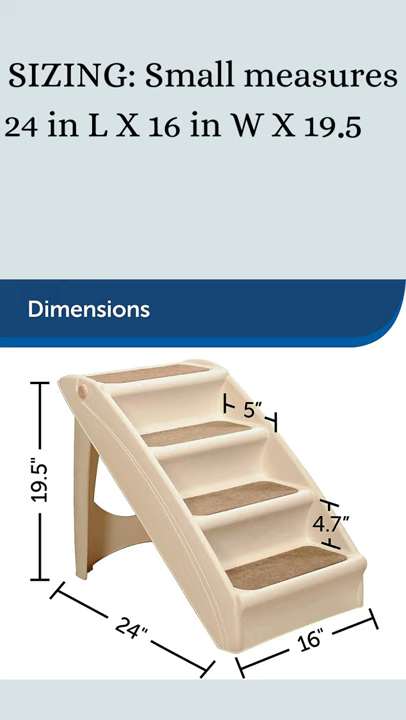 SIZING: Small measures
24 in L X 16 in W X 19.5
Dimensions
5"
19.5"
4.7"
24"
16"